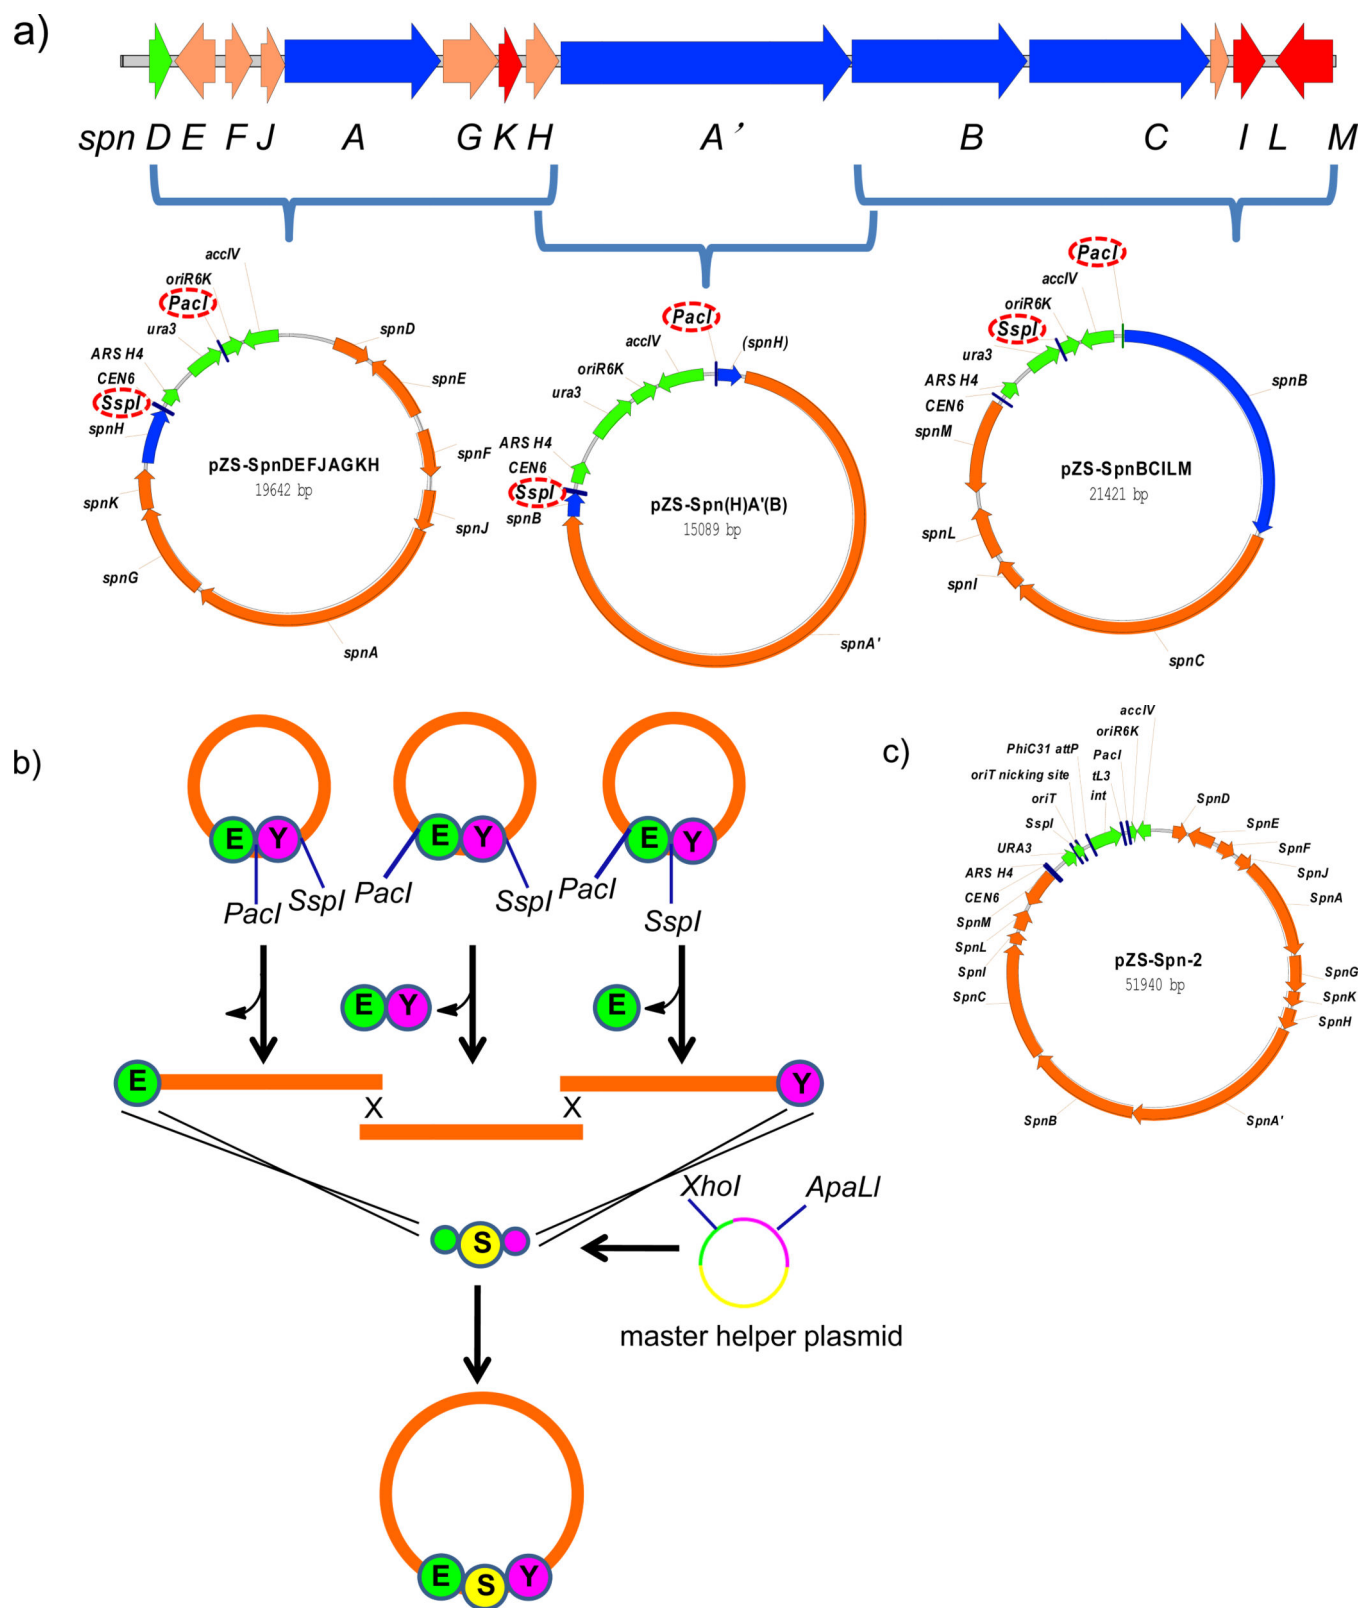 a)
spn D E F J A G K H A’ B C I L M
accIV
oriR6K
PacI
ura3
ARS H4
CEN6
SspI
spnH
spnK
spnG
spnD
spnE
spnF
spnJ
spnA
pZS-SpnDEFJAGKH
19642 bp
PacI
(spnH)
accIV
oriR6K
ura3
ARS H4
CEN6
SspI
spnB
spnA'
pZS-Spn(H)A'(B)
15089 bp
PacI
accIV
oriR6K
SspI
ura3
ARS H4
CEN6
spnM
spnL
spnI
spnB
spnC
pZS-SpnBCILM
21421 bp
b)
E Y
E Y
E Y
PacI
SspI
PacI
SspI
PacI
SspI
E Y
E
E
Y
X
X
XhoI
ApaLI
S
master helper plasmid
E S Y
c)
accIV
oriR6K
PhiC31 attP
PacI
oriT nicking site
tL3
oriT
int
SspI
URA3
ARS H4
CEN6
SpnM
SpnL
SpnI
SpnC
SpnB
SpnD
SpnE
SpnF
SpnJ
SpnA
SpnG
SpnK
SpnH
SpnA'
pZS-Spn-2
51940 bp